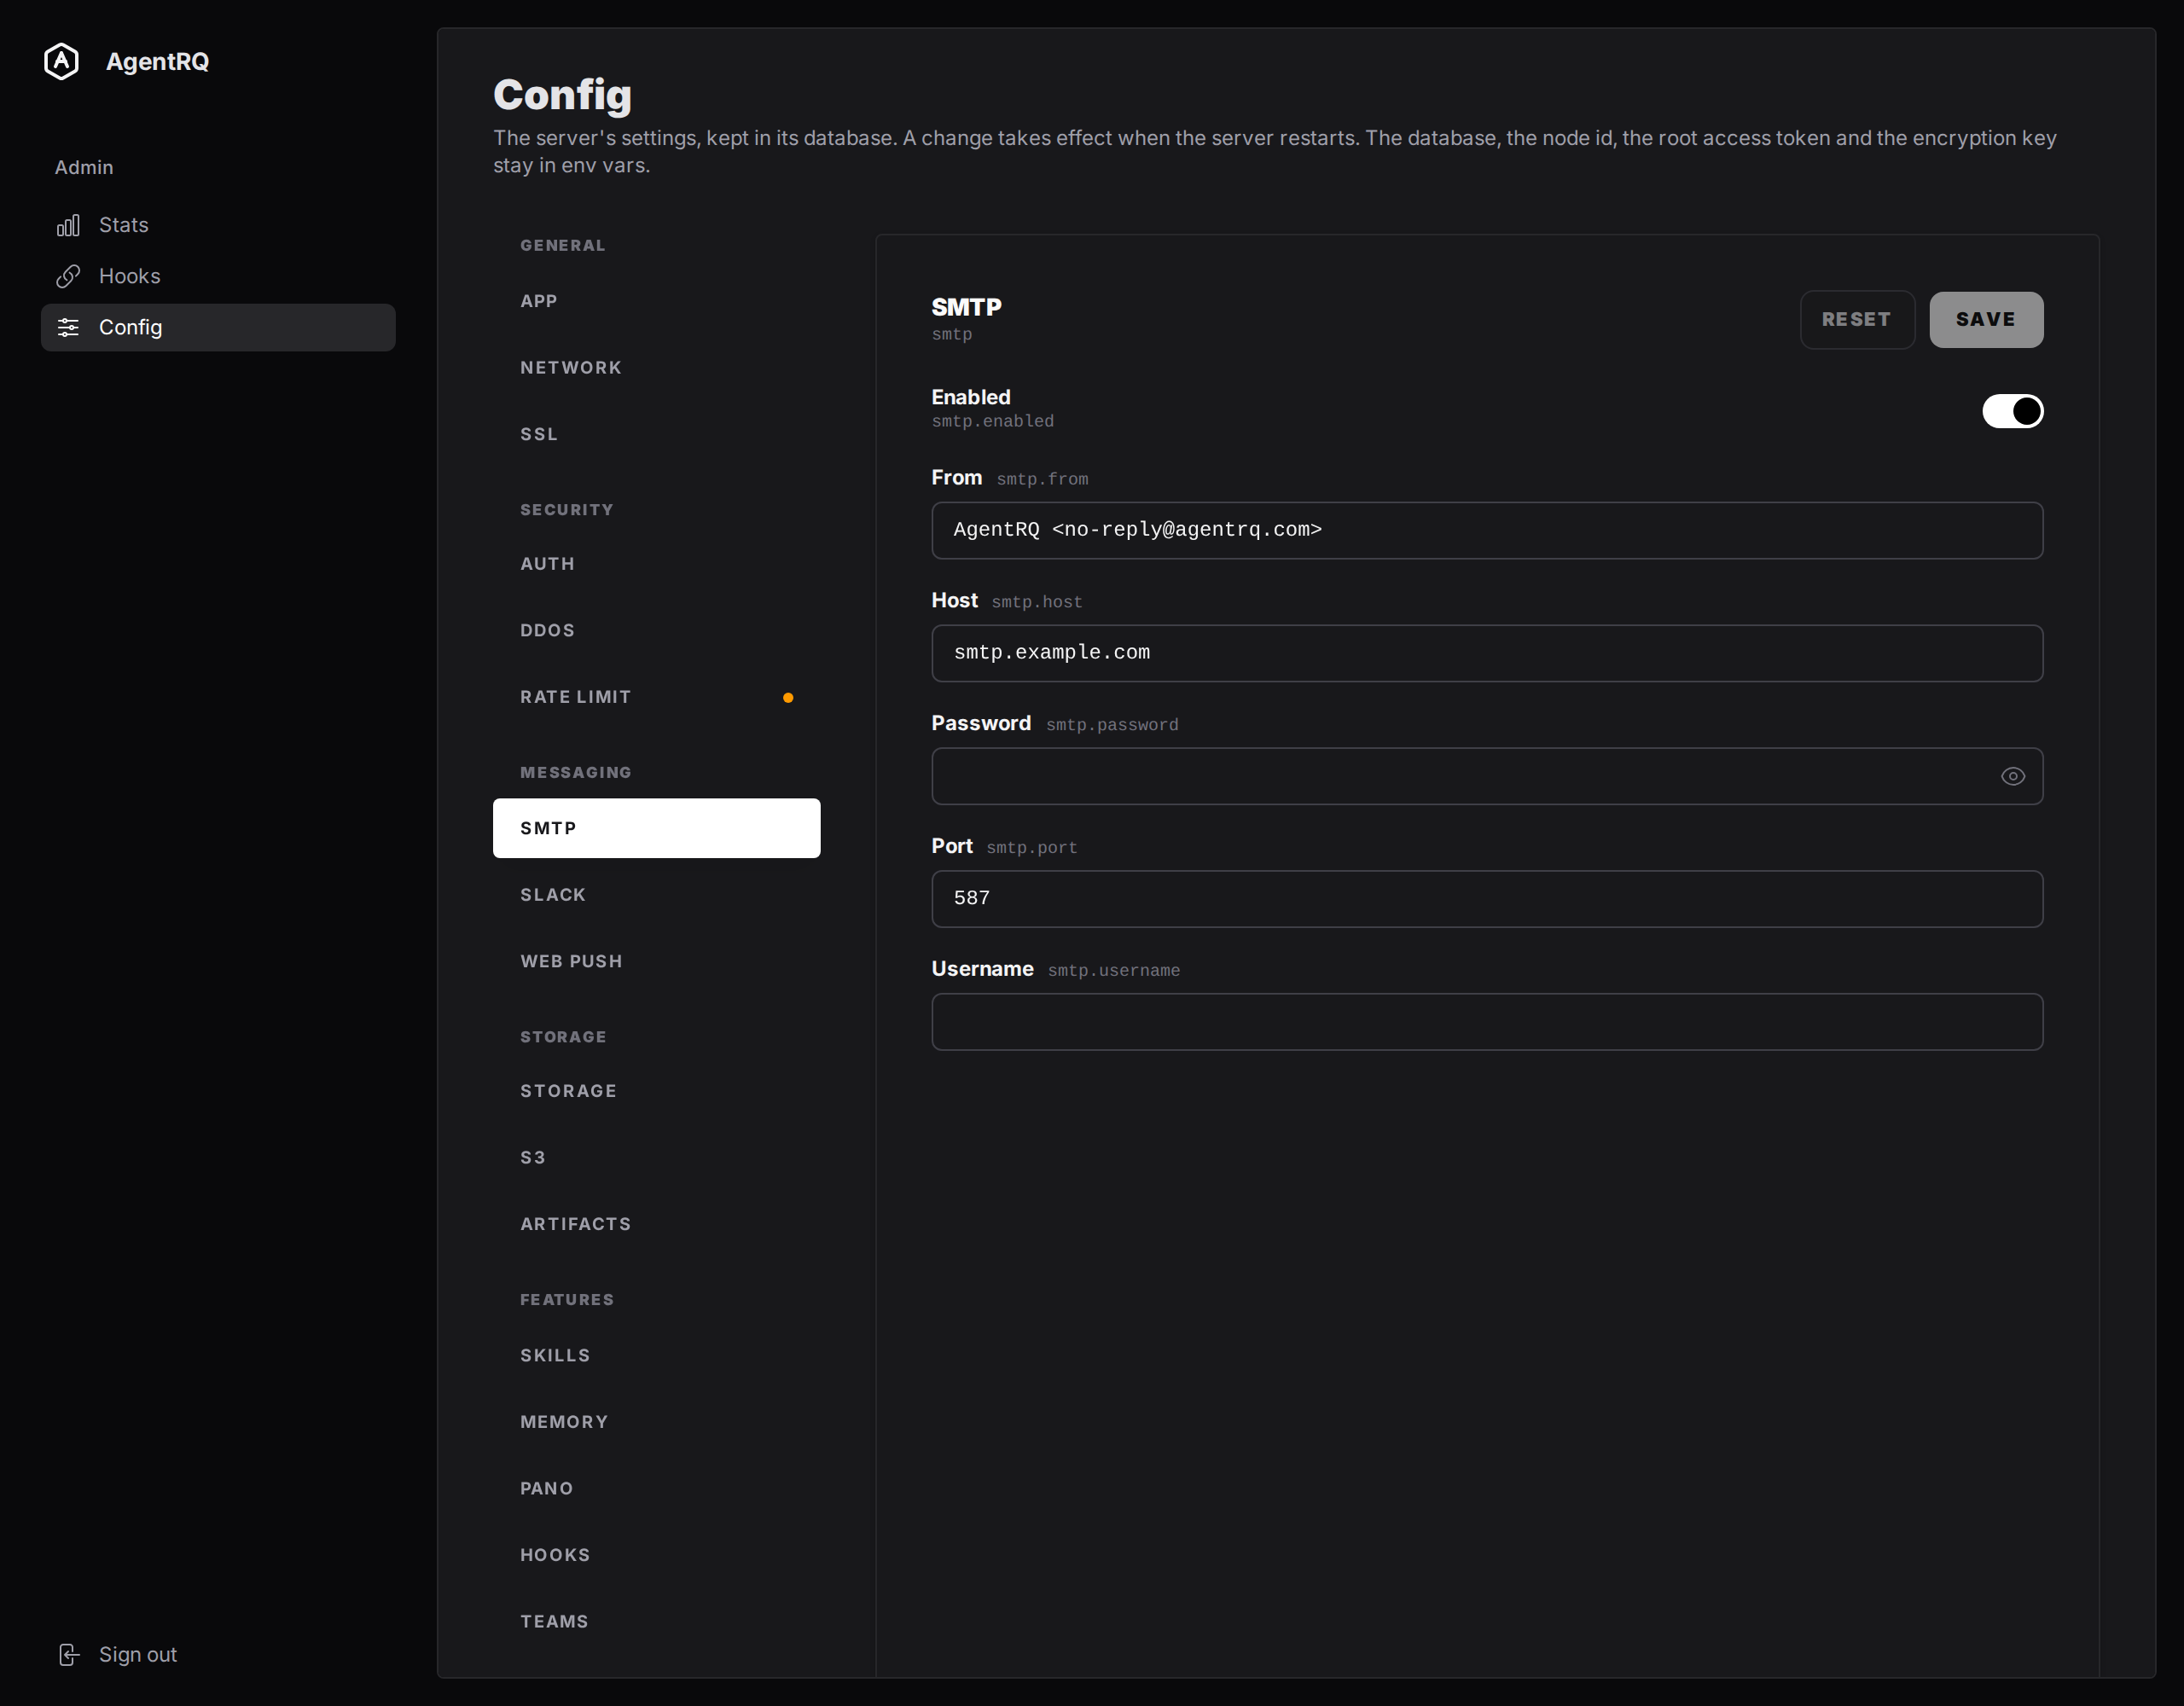 AgentRQ
Admin
Stats
Hooks
Config
Sign out
Config
The server's settings, kept in its database. A change takes effect when the server restarts. The database, the node id, the root access token and the encryption key
stay in env vars.
GENERAL
APP
NETWORK
SSL
SECURITY
AUTH
DDOS
RATE LIMIT
MESSAGING
SMTP
SLACK
WEB PUSH
STORAGE
STORAGE
S3
ARTIFACTS
FEATURES
SKILLS
MEMORY
PANO
HOOKS
TEAMS
SMTP
smtp
RESET
SAVE
Enabled
smtp.enabled
From smtp.from
AgentRQ <no-reply@agentrq.com>
Host smtp.host
smtp.example.com
Password smtp.password
Port smtp.port
587
Username smtp.username